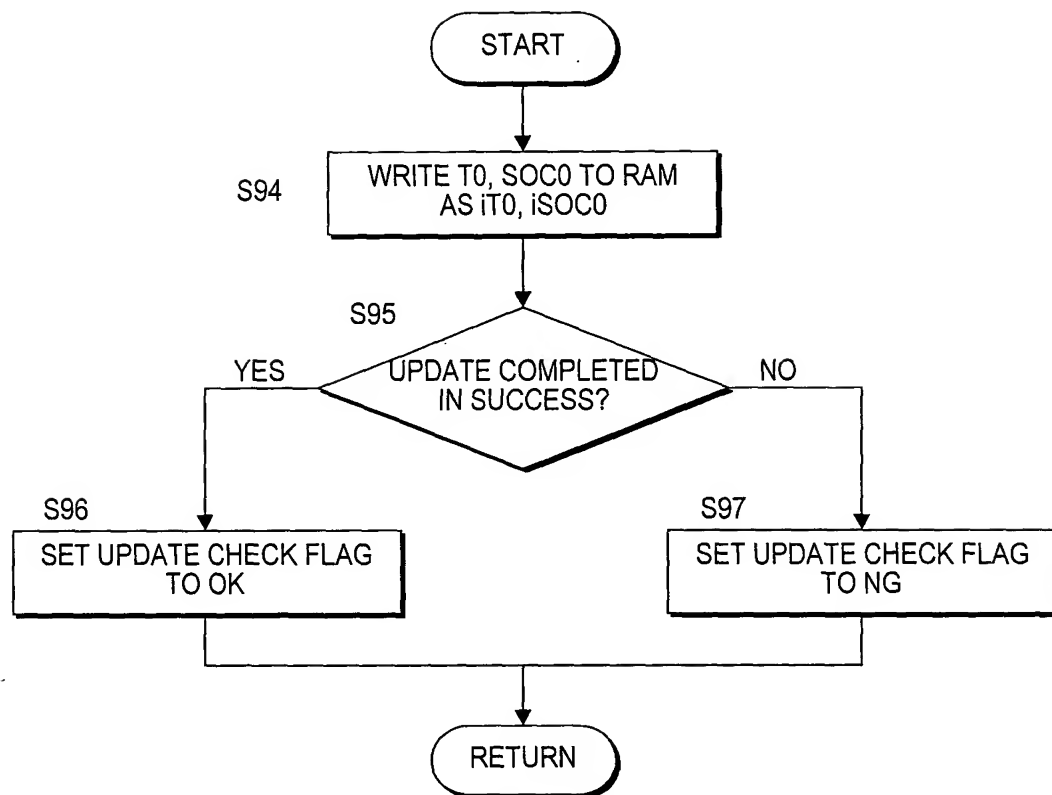 START
S94
WRITE T0, SOC0 TO RAM
AS iT0, iSOC0
S95
YES
UPDATE COMPLETED
IN SUCCESS?
NO
S96
SET UPDATE CHECK FLAG
TO OK
S97
SET UPDATE CHECK FLAG
TO NG
RETURN